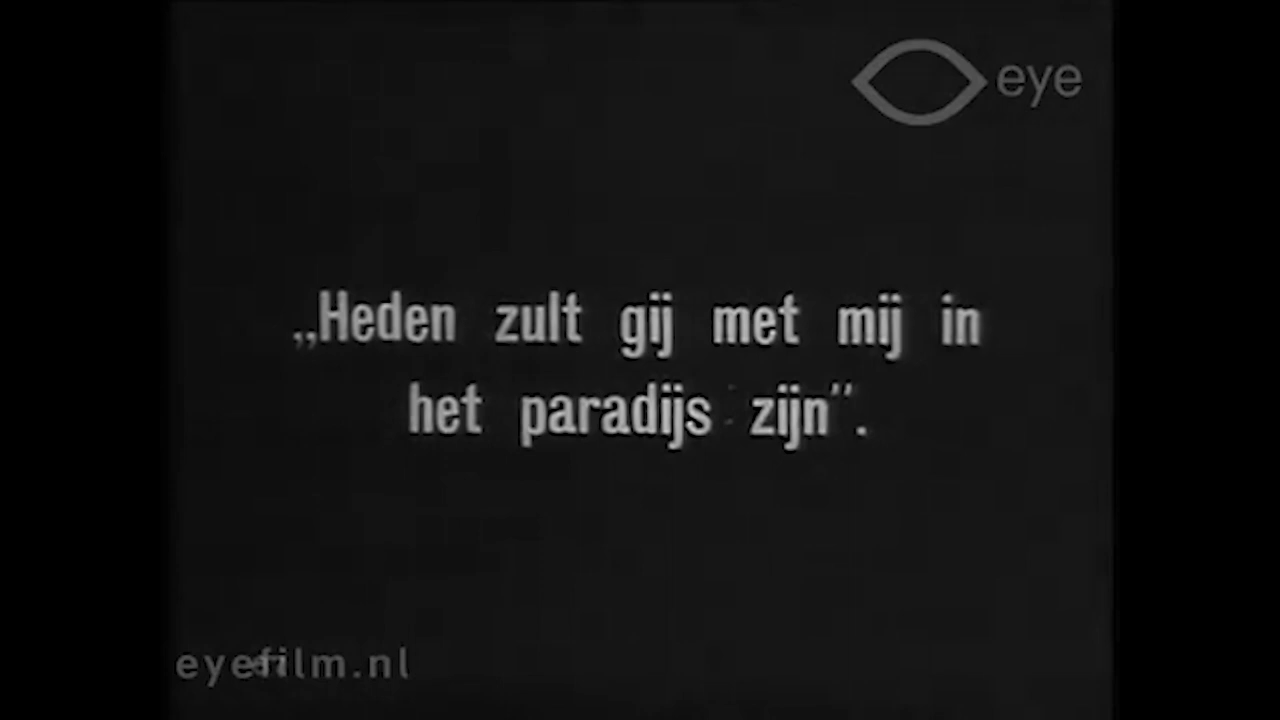 eye
„Heden zult gij met mij in
het paradijs zijn”.
eyefilm.nl